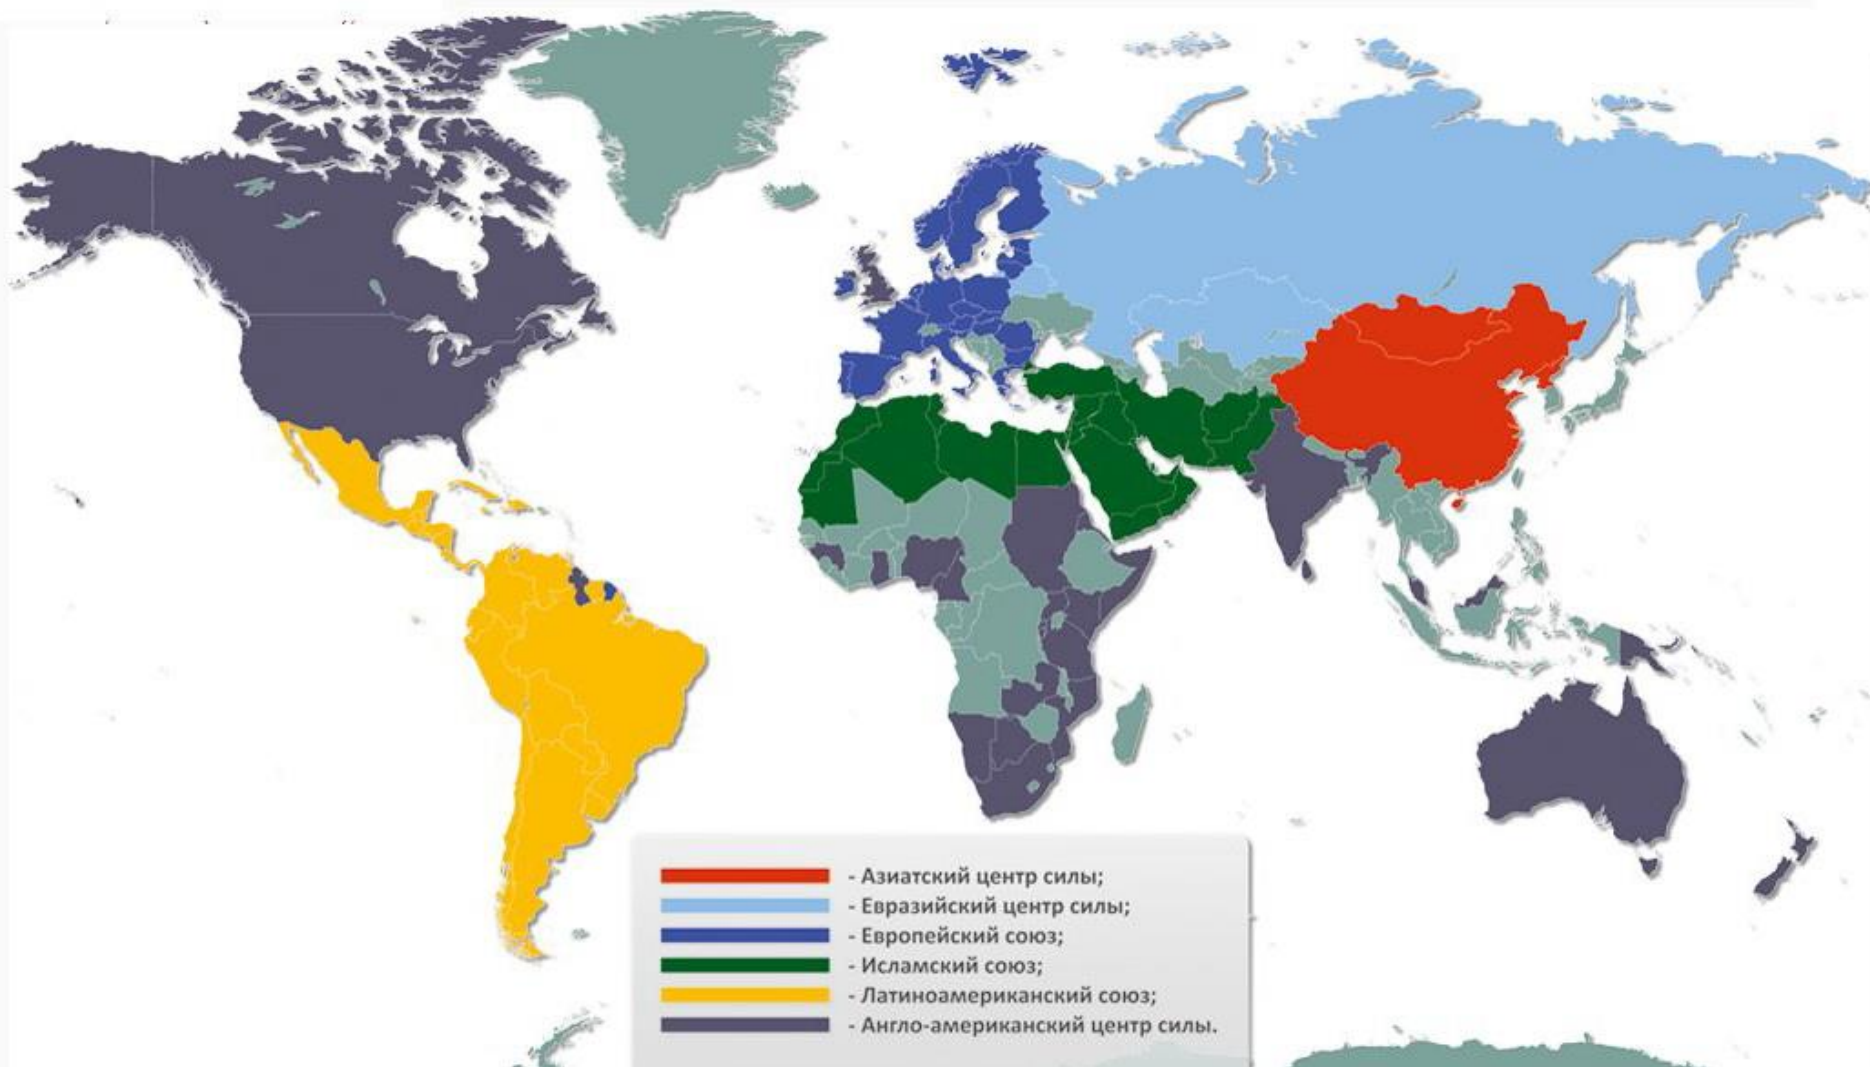 - Азиатский центр силы;
- Евразийский центр силы;
- Европейский союз;
- Исламский союз;
- Латиноамериканский союз;
- Англо-американский центр силы.